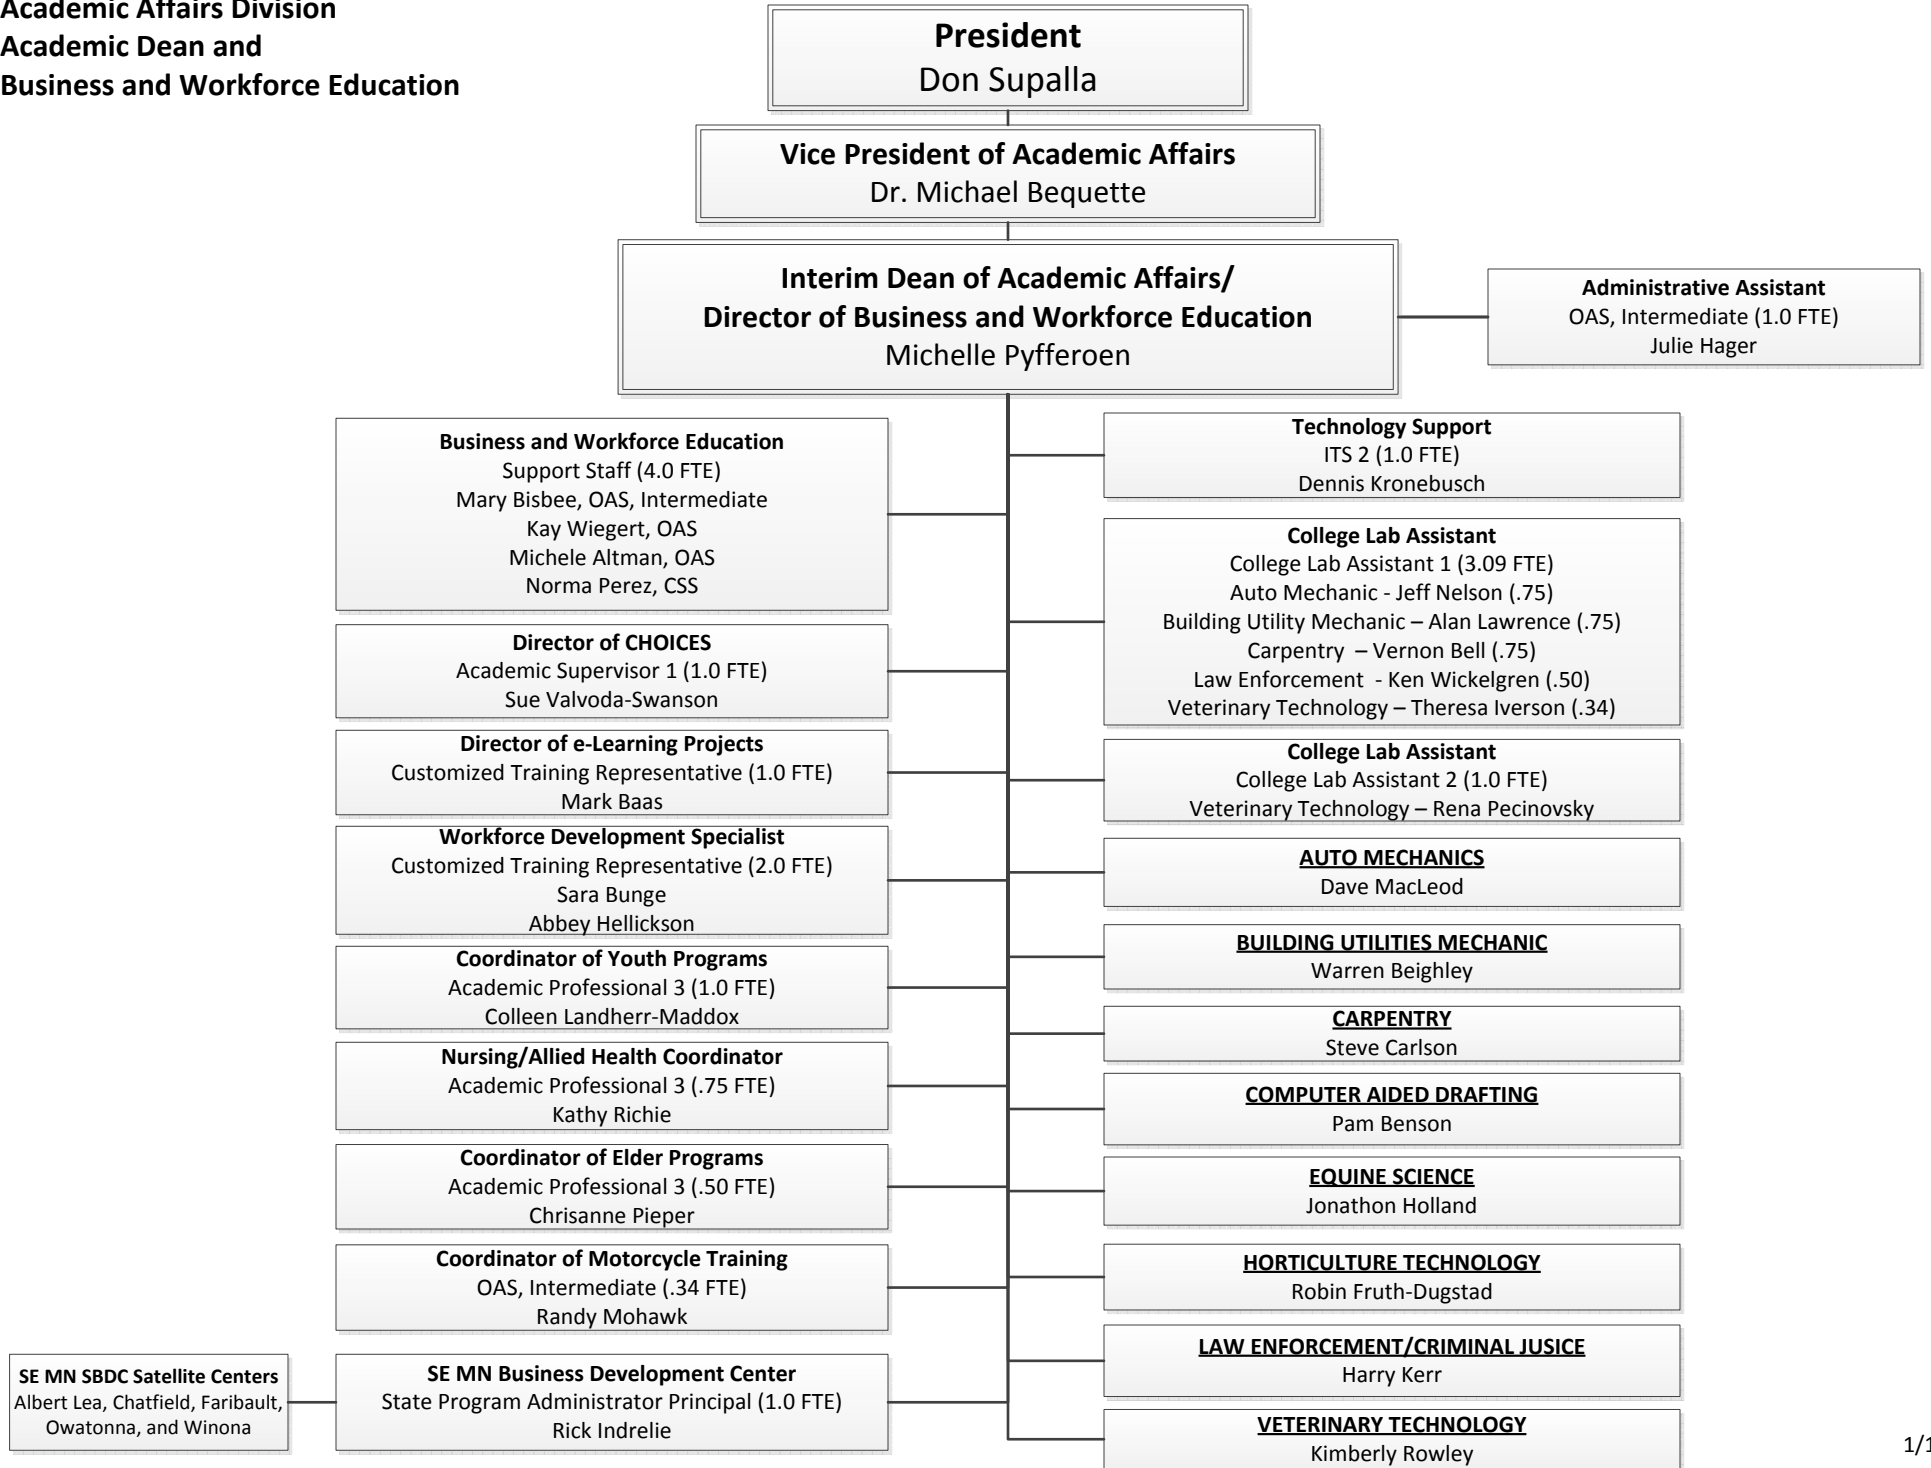 Academic Affairs Division
Academic Dean and
Business and Workforce Education
President
Don Supalla
Vice President of Academic Affairs
Dr. Michael Bequette
Interim Dean of Academic Affairs/
Director of Business and Workforce Education
Michelle Pyfferoen
Administrative Assistant
OAS, Intermediate (1.0 FTE)
Julie Hager
Business and Workforce Education
Support Staff (4.0 FTE)
Mary Bisbee, OAS, Intermediate
Kay Wiegert, OAS
Michele Altman, OAS
Norma Perez, CSS
Director of CHOICES
Academic Supervisor 1 (1.0 FTE)
Sue Valvoda-Swanson
Director of e-Learning Projects
Customized Training Representative (1.0 FTE)
Mark Baas
Workforce Development Specialist
Customized Training Representative (2.0 FTE)
Sara Bunge
Abbey Hellickson
Coordinator of Youth Programs
Academic Professional 3 (1.0 FTE)
Colleen Landherr-Maddox
Nursing/Allied Health Coordinator
Academic Professional 3 (.75 FTE)
Kathy Richie
Coordinator of Elder Programs
Academic Professional 3 (.50 FTE)
Chrisanne Pieper
Coordinator of Motorcycle Training
OAS, Intermediate (.34 FTE)
Randy Mohawk
SE MN Business Development Center
State Program Administrator Principal (1.0 FTE)
Rick Indrelie
SE MN SBDC Satellite Centers
Albert Lea, Chatfield, Faribault,
Owatonna, and Winona
Technology Support
ITS 2 (1.0 FTE)
Dennis Kronebusch
College Lab Assistant
College Lab Assistant 1 (3.09 FTE)
Auto Mechanic - Jeff Nelson (.75)
Building Utility Mechanic – Alan Lawrence (.75)
Carpentry – Vernon Bell (.75)
Law Enforcement - Ken Wickelgren (.50)
Veterinary Technology – Theresa Iverson (.34)
College Lab Assistant
College Lab Assistant 2 (1.0 FTE)
Veterinary Technology – Rena Pecinovsky
AUTO MECHANICS
Dave MacLeod
BUILDING UTILITIES MECHANIC
Warren Beighley
CARPENTRY
Steve Carlson
COMPUTER AIDED DRAFTING
Pam Benson
EQUINE SCIENCE
Jonathon Holland
HORTICULTURE TECHNOLOGY
Robin Fruth-Dugstad
LAW ENFORCEMENT/CRIMINAL JUSICE
Harry Kerr
VETERINARY TECHNOLOGY
Kimberly Rowley